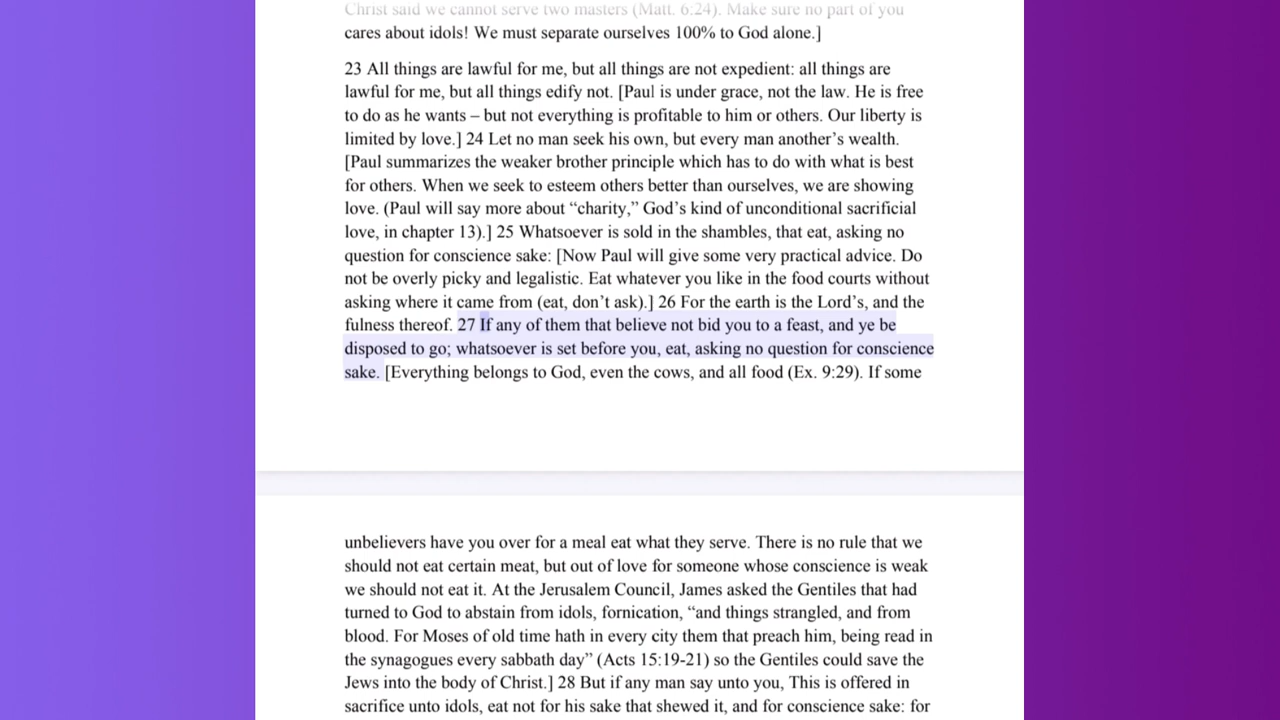 Christ said we cannot serve two masters (Matt. 6:24). Make sure no part of you
cares about idols! We must separate ourselves 100% to God alone.]
23 All things are lawful for me, but all things are not expedient: all things are
lawful for me, but all things edify not. [Paul is under grace, not the law. He is free
to do as he wants – but not everything is profitable to him or others. Our liberty is
limited by love.] 24 Let no man seek his own, but every man another’s wealth.
[Paul summarizes the weaker brother principle which has to do with what is best
for others. When we seek to esteem others better than ourselves, we are showing
love. (Paul will say more about “charity,” God’s kind of unconditional sacrificial
love, in chapter 13).] 25 Whatsoever is sold in the shambles, that eat, asking no
question for conscience sake: [Now Paul will give some very practical advice. Do
not be overly picky and legalistic. Eat whatever you like in the food courts without
asking where it came from (eat, don’t ask).] 26 For the earth is the Lord’s, and the
fulness thereof. 27 If any of them that believe not bid you to a feast, and ye be
disposed to go; whatsoever is set before you, eat, asking no question for conscience
sake. [Everything belongs to God, even the cows, and all food (Ex. 9:29). If some
unbelievers have you over for a meal eat what they serve. There is no rule that we
should not eat certain meat, but out of love for someone whose conscience is weak
we should not eat it. At the Jerusalem Council, James asked the Gentiles that had
turned to God to abstain from idols, fornication, “and things strangled, and from
blood. For Moses of old time hath in every city them that preach him, being read in
the synagogues every sabbath day” (Acts 15:19-21) so the Gentiles could save the
Jews into the body of Christ.] 28 But if any man say unto you, This is offered in
sacrifice unto idols, eat not for his sake that shewed it, and for conscience sake: for